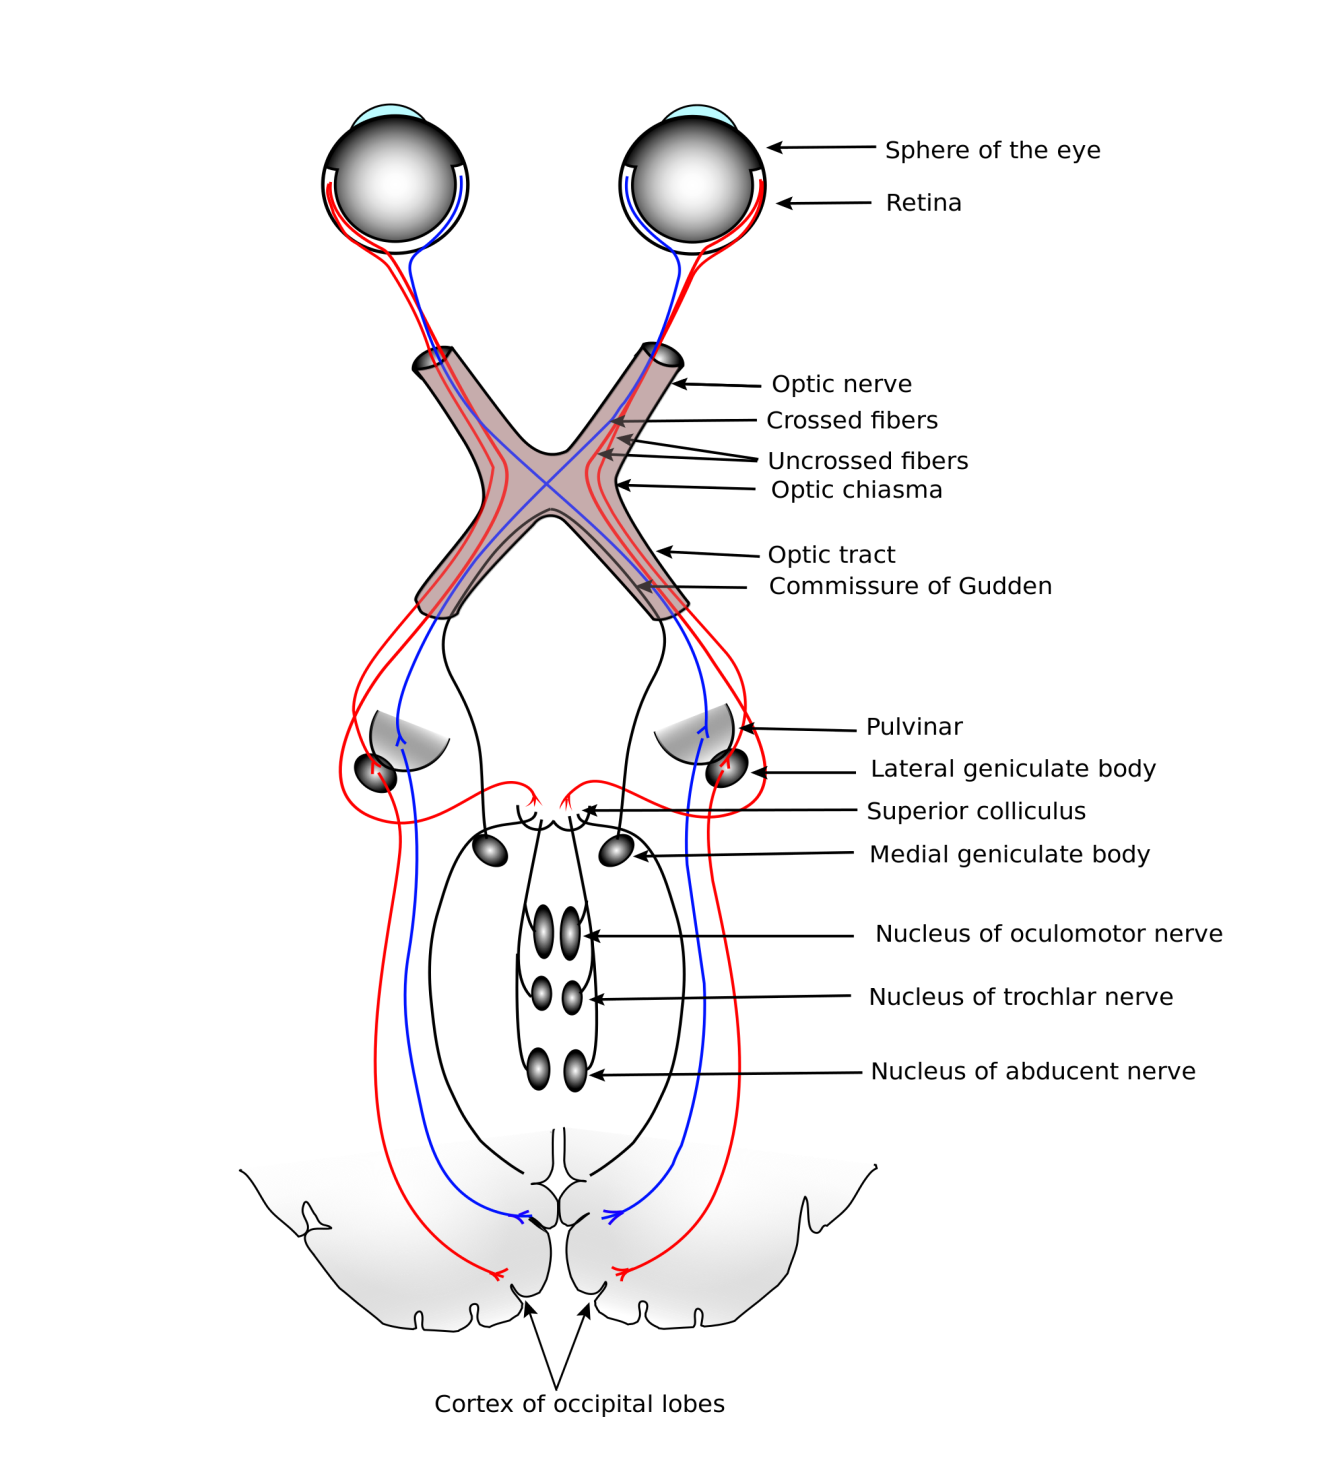 Sphere of the eye
Retina
Optic nerve
Crossed fibers
Uncrossed fibers
Optic chiasma
Optic tract
Commissure of Gudden
Pulvinar
Lateral geniculate body
Superior colliculus
Medial geniculate body
Nucleus of oculomotor nerve
Nucleus of trochlar nerve
Nucleus of abducent nerve
Cortex of occipital lobes